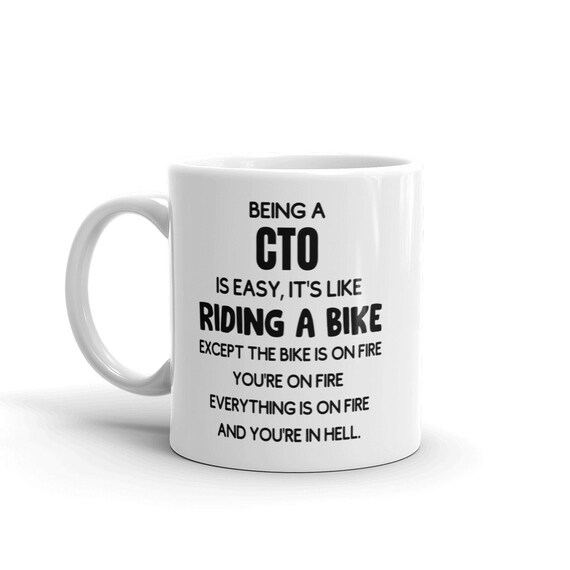 BEING A
CTO
IS EASY, IT'S LIKE
RIDING A BIKE
EXCEPT THE BIKE IS ON FIRE
YOU'RE ON FIRE
EVERYTHING IS ON FIRE
AND YOU'RE IN HELL.